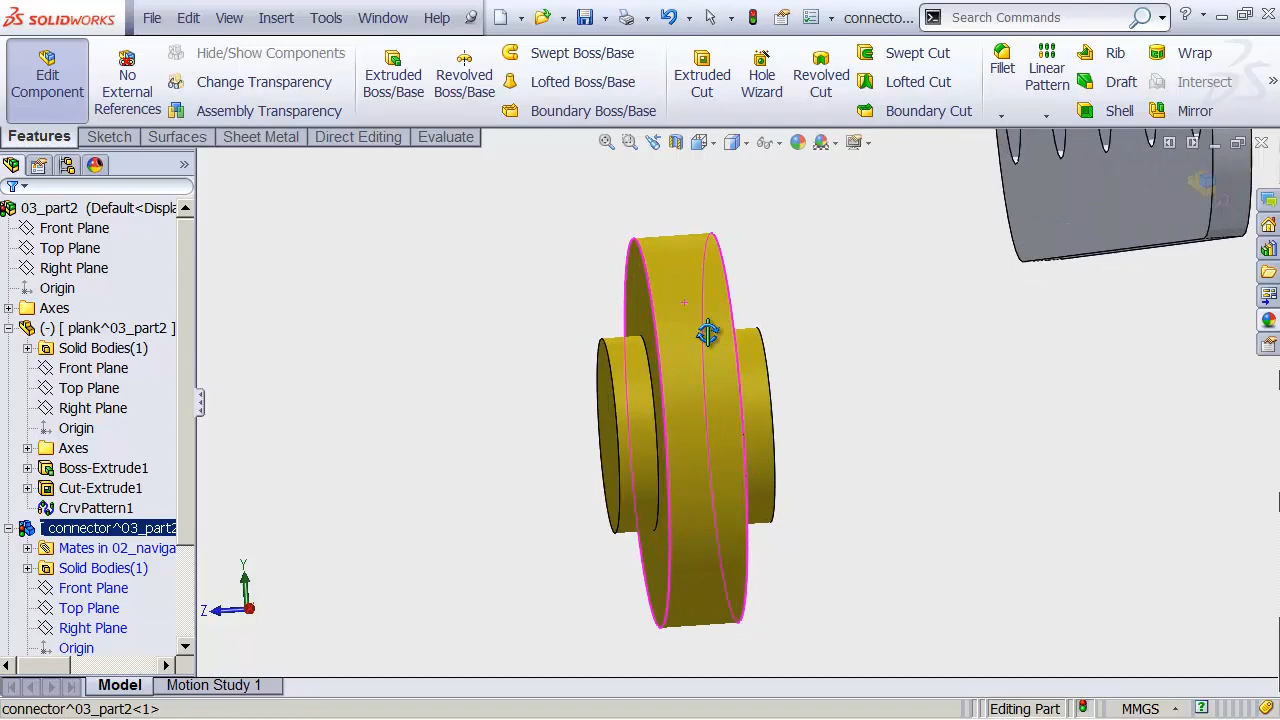 SOLIDWORKS File Edit View Insert Tools Window Help connecto... Search Commands
Edit Component
No External References
Hide/Show Components
Change Transparency
Assembly Transparency
Extruded Boss/Base
Revolved Boss/Base
Swept Boss/Base
Lofted Boss/Base
Boundary Boss/Base
Extruded Cut
Hole Wizard
Revolved Cut
Swept Cut
Lofted Cut
Boundary Cut
Fillet
Linear Pattern
Rib
Draft
Shell
Wrap
Intersect
Mirror
Features Sketch Surfaces Sheet Metal Direct Editing Evaluate
03_part2 (Default<Displa
Front Plane
Top Plane
Right Plane
Origin
Axes
(-) [ plank^03_part2 ]
Solid Bodies(1)
Front Plane
Top Plane
Right Plane
Origin
Axes
Boss-Extrude1
Cut-Extrude1
CrvPattern1
connector^03_part2
Mates in 02_naviga
Solid Bodies(1)
Front Plane
Top Plane
Right Plane
Origin
Y
Z
Model Motion Study 1
connector^03_part2<1> Editing Part MMGS